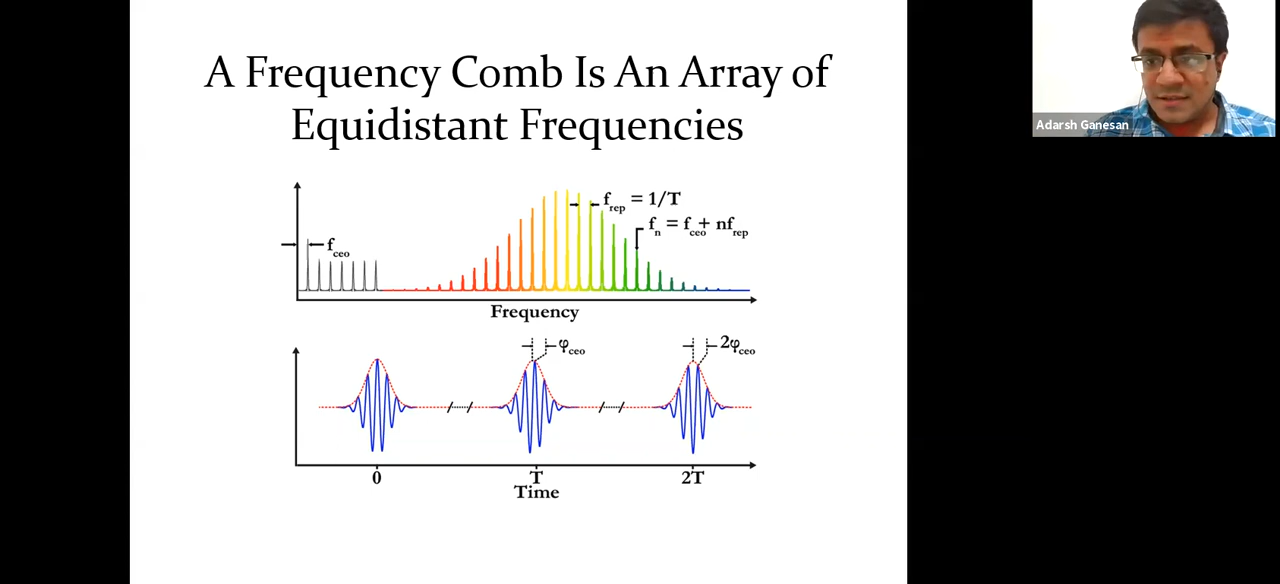 A Frequency Comb Is An Array of
Equidistant Frequencies
Adarsh Ganesan
f_rep = 1/T
f_n = f_ceo + nf_rep
f_ceo
Frequency
φ_ceo
2φ_ceo
0
T
2T
Time